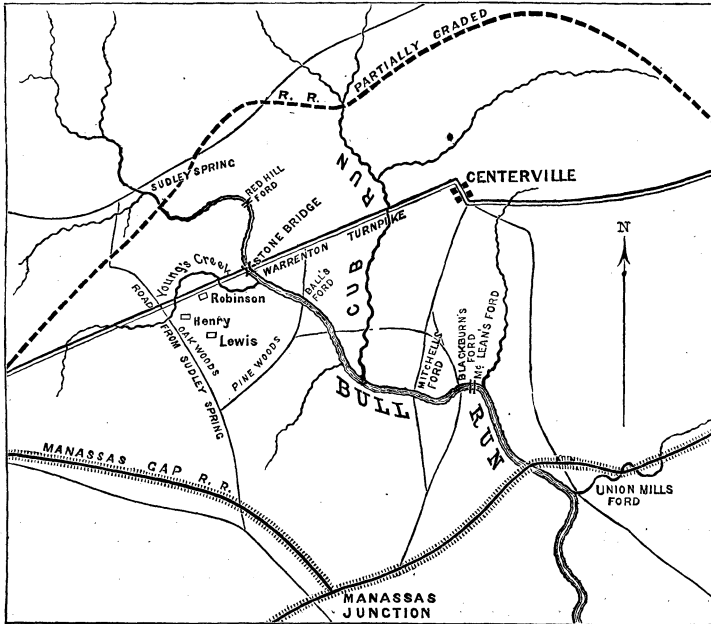 PARTIALLY GRADED
R. R.
SUDLEY SPRING
RED HILL
FORD
CUB RUN
CENTERVILLE
STONE BRIDGE
WARRENTON TURNPIKE
N
Young's Creek
BALL'S
FORD
Robinson
Henry
Lewis
ROAD FROM SUDLEY SPRING
OAK WOODS
PINE WOODS
MITCHELL'S
FORD
BLACKBURN'S
FORD
Mc LEAN'S FORD
BULL RUN
MANASSAS GAP R. R.
UNION MILLS
FORD
MANASSAS
JUNCTION